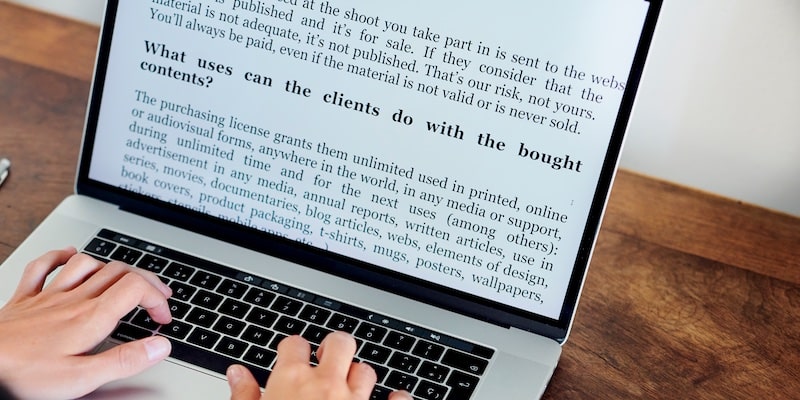 at the shoot you take part in is sent to the webs
is published and it's for sale. If they consider that the
material is not adequate, it's not published. That's our risk, not yours.
You'll always be paid, even if the material is not valid or is never sold.
What uses can the clients do with the bought
contents?
The purchasing license grants them unlimited used in printed, online
or audiovisual forms, anywhere in the world, in any media or support,
during unlimited time and for the next uses (among others):
advertisement in any media, annual reports, written articles, use in
series, movies, documentaries, blog articles, webs, elements of design,
book covers, product packaging, t-shirts, mugs, posters, wallpapers,
stickers, stencils, mobile apps, etc.